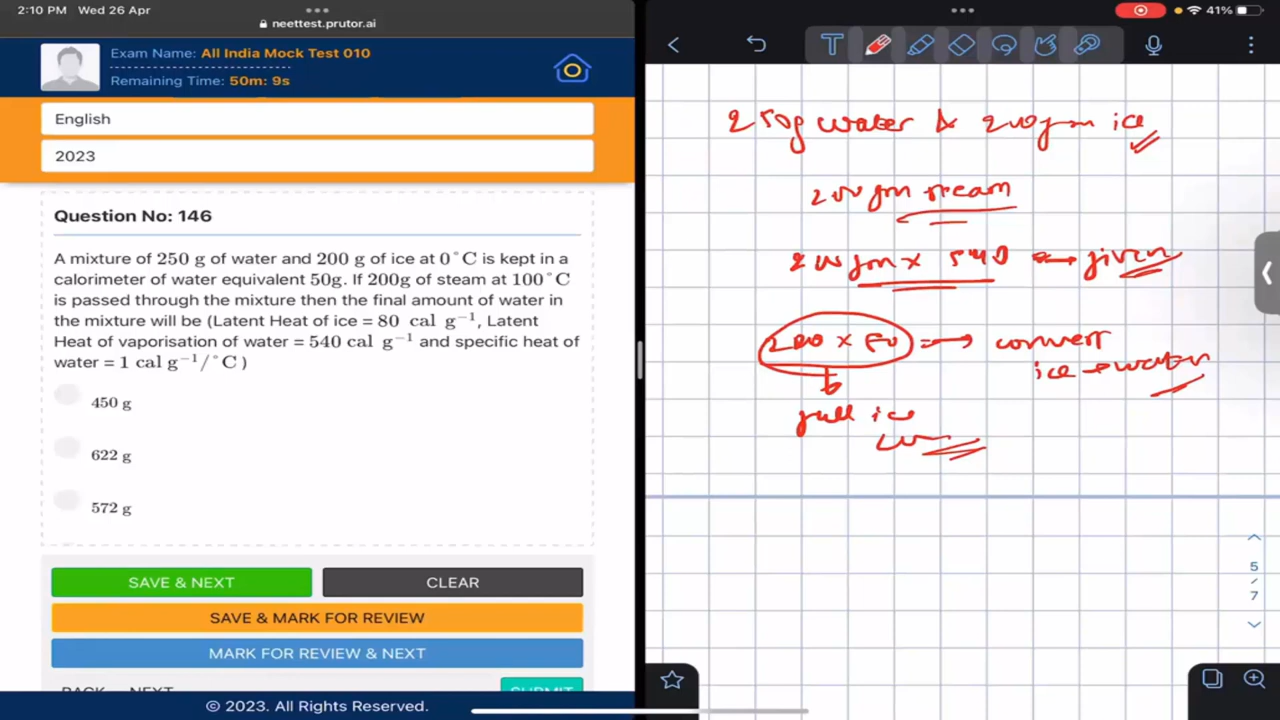 2:10 PM Wed 26 Apr
neettest.prutor.ai
41%
Exam Name: All India Mock Test 010
Remaining Time: 50m: 9s
English
2023
Question No: 146
A mixture of 250 g of water and 200 g of ice at 0°C is kept in a
calorimeter of water equivalent 50g. If 200g of steam at 100°C
is passed through the mixture then the final amount of water in
the mixture will be (Latent Heat of ice = 80 cal g⁻¹, Latent
Heat of vaporisation of water = 540 cal g⁻¹ and specific heat of
water = 1 cal g⁻¹/°C )
450 g
622 g
572 g
SAVE & NEXT
CLEAR
SAVE & MARK FOR REVIEW
MARK FOR REVIEW & NEXT
BACK NEXT
SUBMIT
© 2023. All Rights Reserved.
T
250g water & 200gm ice
200 gm steam
200gm × 540 → given
200 × 80 → convert
ice → water
full ice
5
/
7